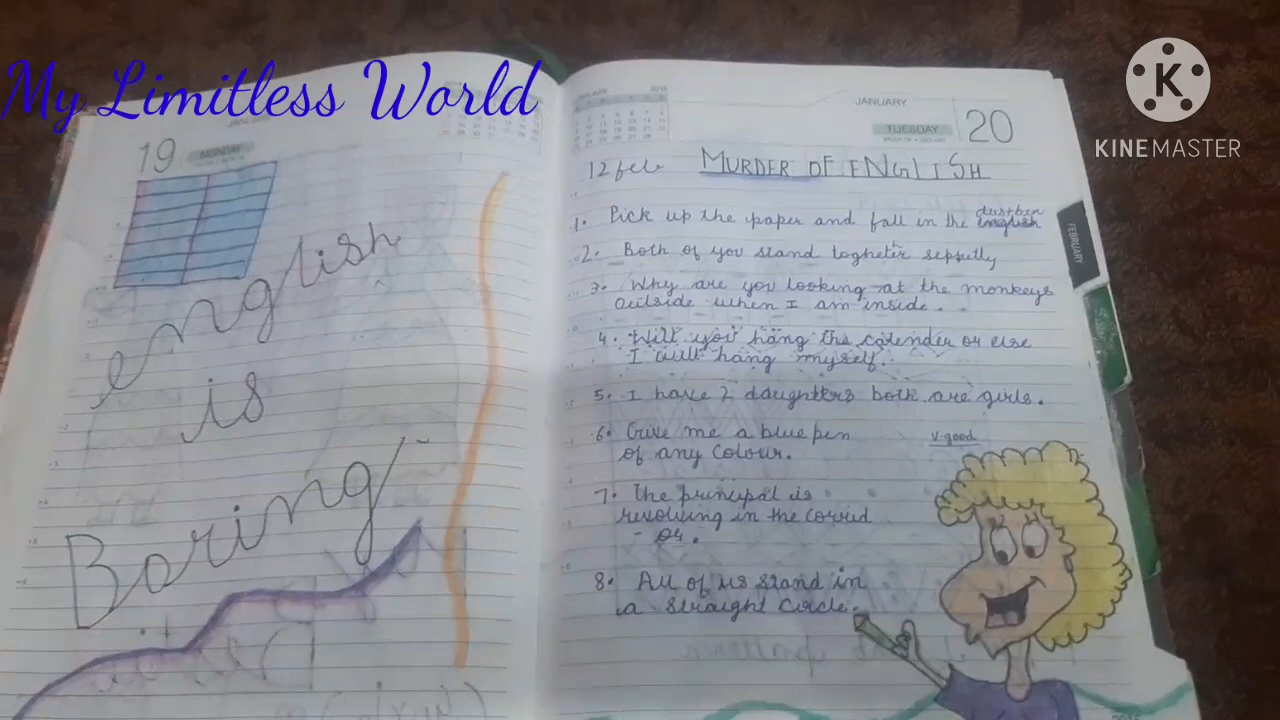 My Limitless World
KINEMASTER
19 MONDAY
english
is
Boring
JANUARY
TUESDAY 20
12 feb MURDER OF ENGLISH
1. Pick up the paper and fall in the dustbin
2. Both of you stand togheter sepretly
3. Why are you looking at the monkeys
outside when I am inside.
4. Will you hang the calender or else
I will hang myself.
5. I have 2 daughters both are girls.
6. Give me a blue pen
of any colour.
V. good
7. The principal is
revolving in the corrid
- or.
8. All of us stand in
a straight circle.
FEBRUARY